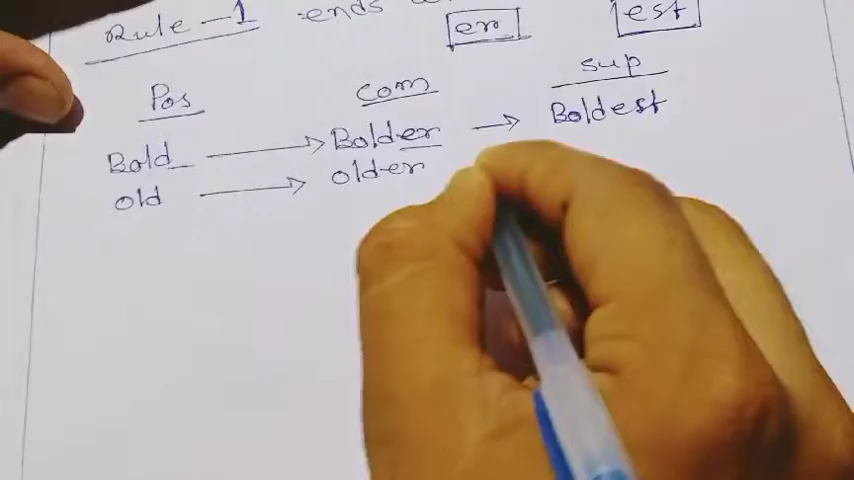 Rule-1 ends
er est
Pos com sup
Bold → Bolder → Boldest
old → older